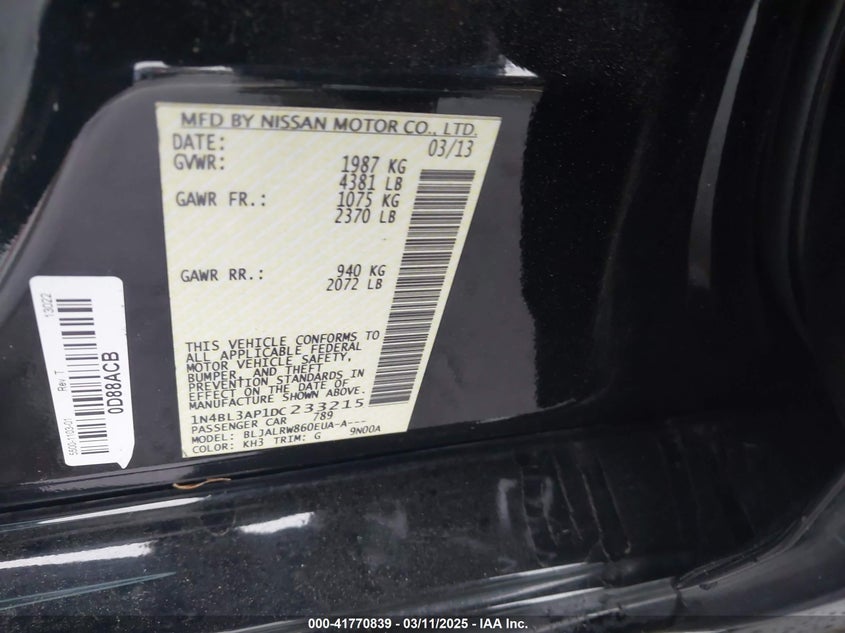 MFD BY NISSAN MOTOR CO., LTD.
DATE: 03/13
GVWR: 1987 KG
4381 LB
GAWR FR.: 1075 KG
2370 LB
GAWR RR.: 940 KG
2072 LB
THIS VEHICLE CONFORMS TO
ALL APPLICABLE FEDERAL
MOTOR VEHICLE SAFETY,
BUMPER, AND THEFT
PREVENTION STANDARDS IN
EFFECT ON THE DATE OF
MANUFACTURE SHOWN ABOVE.
1N4BL3AP1DC233215
PASSENGER CAR 789
MODEL: BLJALRW860EUA-A---
COLOR: KH3 TRIM: G 9N00A
13022
Rev. T
0D88ACB
5500-1103-01
000-41770839 - 03/11/2025 - IAA Inc.